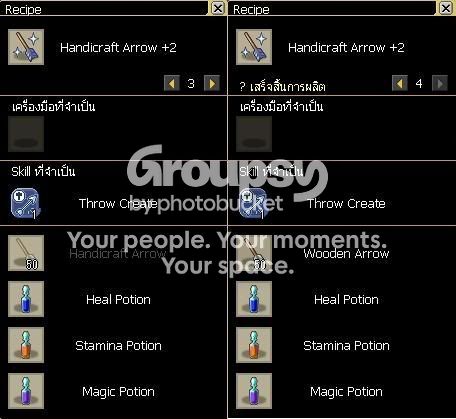 Recipe
Handicraft Arrow +2
3
เครื่องมือที่จำเป็น
Skill ที่จำเป็น
Throw Create
1
Handicraft Arrow
50
Heal Potion
Stamina Potion
Magic Potion
Recipe
Handicraft Arrow +2
? เสร็จสิ้นการผลิต
4
เครื่องมือที่จำเป็น
Skill ที่จำเป็น
Throw Create
1
Wooden Arrow
50
Heal Potion
Stamina Potion
Magic Potion
Groupsy
by photobucket
Your people. Your moments.
Your space.